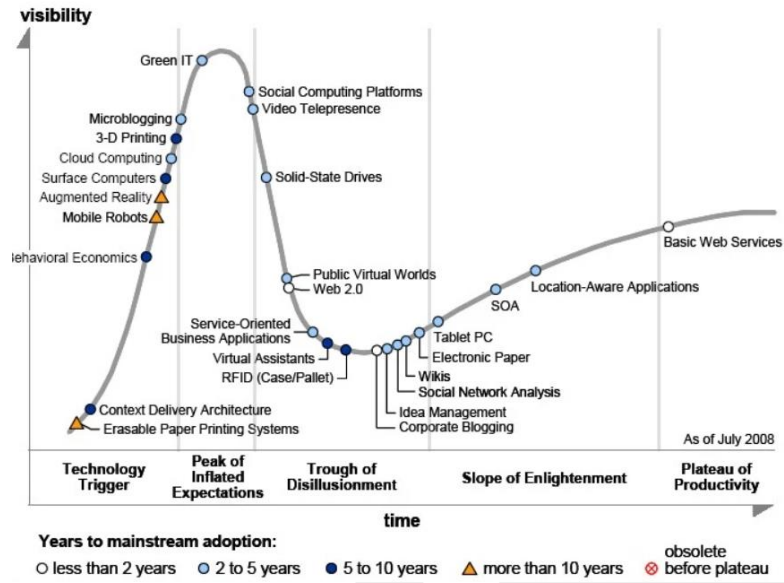 visibility
Green IT
Social Computing Platforms
Video Telepresence
Microblogging
3-D Printing
Cloud Computing
Surface Computers
Augmented Reality
Mobile Robots
Solid-State Drives
Basic Web Services
ehavioral Economics
Public Virtual Worlds
Web 2.0
Location-Aware Applications
SOA
Service-Oriented
Business Applications
Virtual Assistants
RFID (Case/Pallet)
Tablet PC
Electronic Paper
Wikis
Social Network Analysis
Idea Management
Corporate Blogging
Context Delivery Architecture
Erasable Paper Printing Systems
As of July 2008
Technology
Trigger
Peak of
Inflated
Expectations
Trough of
Disillusionment
Slope of Enlightenment
Plateau of
Productivity
time
Years to mainstream adoption:
less than 2 years
2 to 5 years
5 to 10 years
more than 10 years
obsolete
before plateau